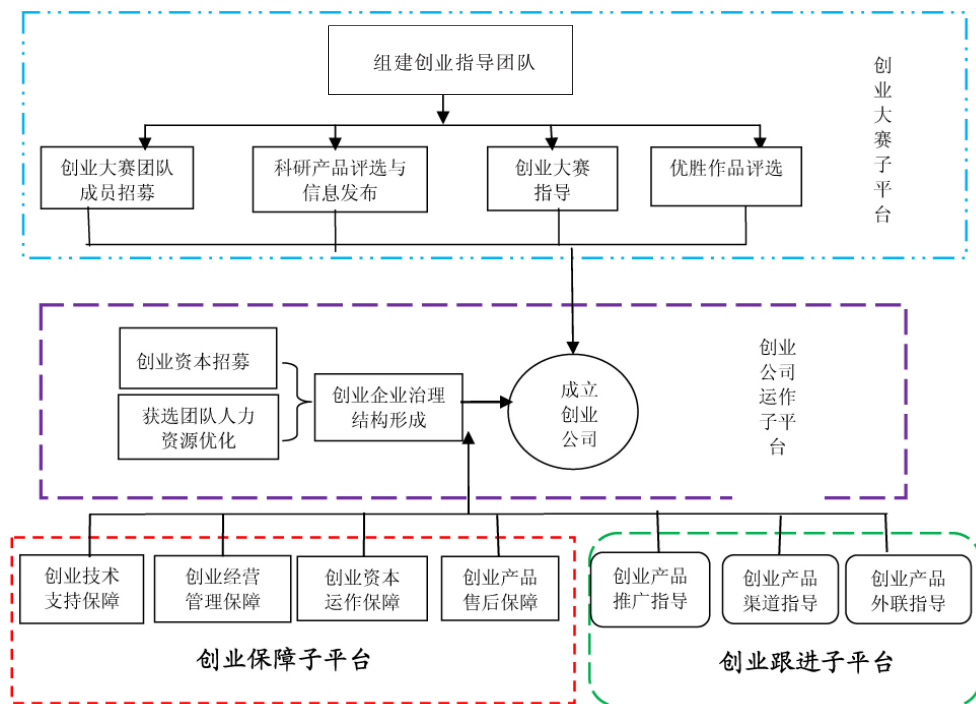 组建创业指导团队
创业大赛子平台
创业大赛团队
成员招募
科研产品评选与
信息发布
创业大赛
指导
优胜作品评选
创业资本招募
获选团队人力
资源优化
创业企业治理
结构形成
成立
创业
公司
创业
公司
运作
子平
台
创业技术
支持保障
创业经营
管理保障
创业资本
运作保障
创业产品
售后保障
创业保障子平台
创业产品
推广指导
创业产品
渠道指导
创业产品
外联指导
创业跟进子平台